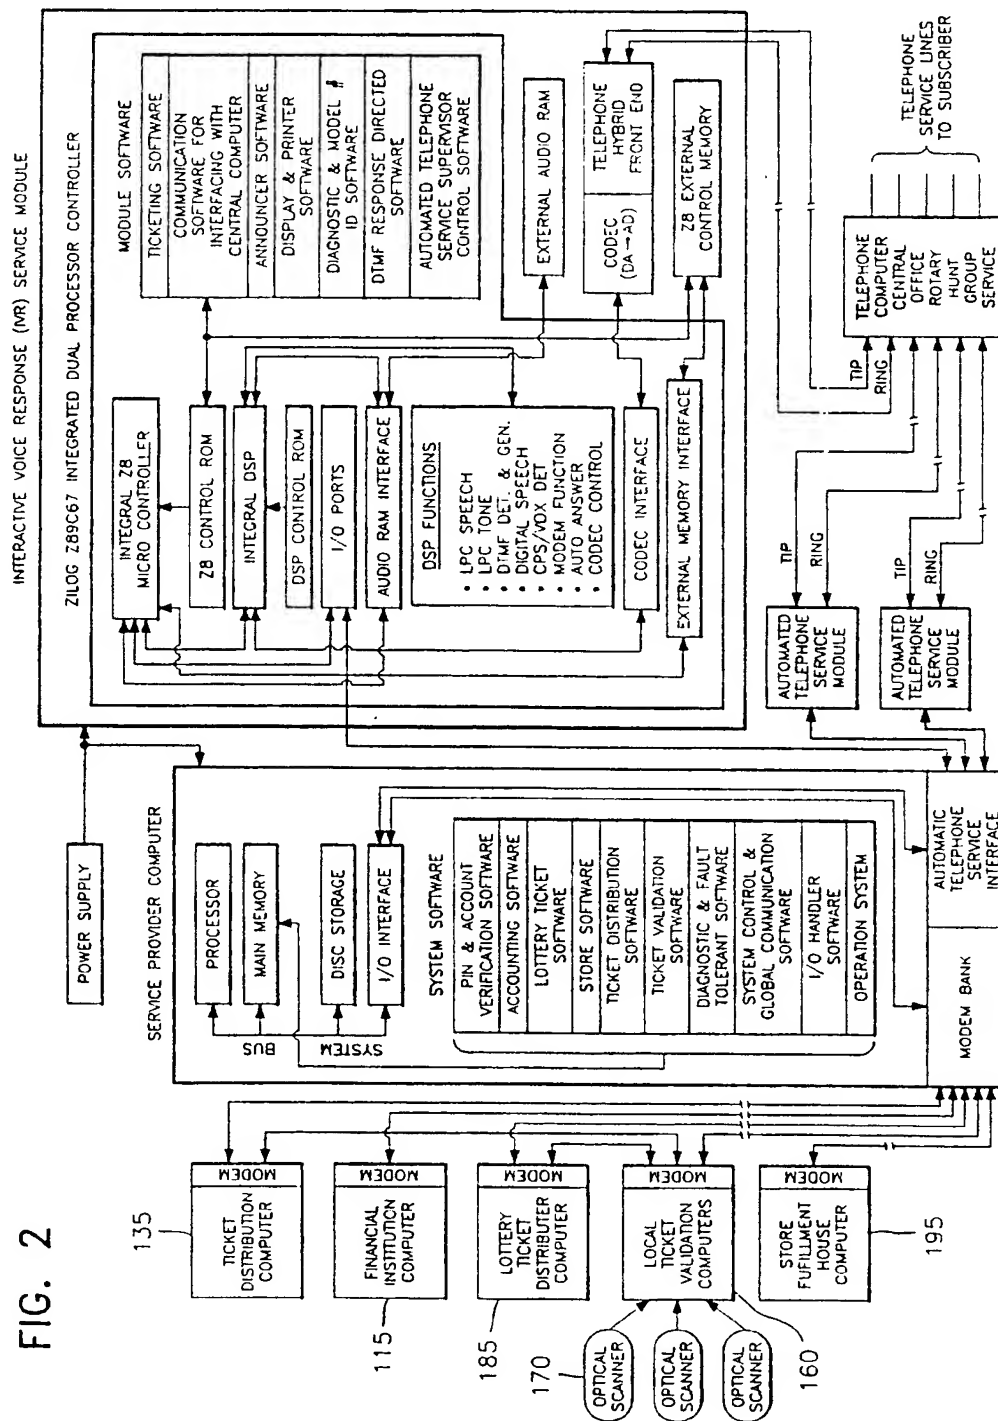 FIG. 2
INTERACTIVE VOICE RESPONSE (IVR) SERVICE MODULE
ZILOG Z89C67 INTEGRATED DUAL PROCESSOR CONTROLLER
INTEGRAL Z8
MICRO CONTROLLER
Z8 CONTROL ROM
INTEGRAL DSP
DSP CONTROL ROM
I/O PORTS
AUDIO RAM INTERFACE
DSP FUNCTIONS
• LPC SPEECH
• LPC TONE
• DTMF DET. & GEN.
• DIGITAL SPEECH
• CPS/VOX DET
• MODEM FUNCTION
• AUTO ANSWER
• CODEC CONTROL
CODEC INTERFACE
EXTERNAL MEMORY INTERFACE
MODULE SOFTWARE
TICKETING SOFTWARE
COMMUNICATION
SOFTWARE FOR
INTERFACING WITH
CENTRAL COMPUTER
ANNOUNCER SOFTWARE
DISPLAY & PRINTER
SOFTWARE
DIAGNOSTIC & MODEL #
ID SOFTWARE
DTMF RESPONSE DIRECTED
SOFTWARE
AUTOMATED TELEPHONE
SERVICE SUPERVISOR
CONTROL SOFTWARE
EXTERNAL AUDIO RAM
CODEC
(DA→AD)
TELEPHONE
HYBRID
FRONT END
Z8 EXTERNAL
CONTROL MEMORY
POWER SUPPLY
SERVICE PROVIDER COMPUTER
PROCESSOR
MAIN MEMORY
DISC STORAGE
I/O INTERFACE
SYSTEM BUS
SYSTEM SOFTWARE
PIN & ACCOUNT
VERIFICATION SOFTWARE
ACCOUNTING SOFTWARE
LOTTERY TICKET
SOFTWARE
STORE SOFTWARE
TICKET DISTRIBUTION
SOFTWARE
TICKET VALIDATION
SOFTWARE
DIAGNOSTIC & FAULT
TOLERANT SOFTWARE
SYSTEM CONTROL &
GLOBAL COMMUNICATION
SOFTWARE
I/O HANDLER
SOFTWARE
OPERATION SYSTEM
MODEM BANK
AUTOMATIC
TELEPHONE
SERVICE
INTERFACE
AUTOMATED
TELEPHONE
SERVICE
MODULE
TIP
RING
AUTOMATED
TELEPHONE
SERVICE
MODULE
TIP
RING
TIP
RING
TELEPHONE
COMPUTER
CENTRAL
OFFICE
ROTARY
HUNT
GROUP
SERVICE
TELEPHONE
SERVICE LINES
TO SUBSCRIBER
135
TICKET
DISTRIBUTION
COMPUTER
MODEM
115
FINANCIAL
INSTITUTION
COMPUTER
MODEM
185
LOTTERY
TICKET
DISTRIBUTER
COMPUTER
MODEM
160
LOCAL
TICKET
VALIDATION
COMPUTERS
MODEM
195
STORE
FUFILLMENT
HOUSE
COMPUTER
MODEM
170
OPTICAL
SCANNER
OPTICAL
SCANNER
OPTICAL
SCANNER